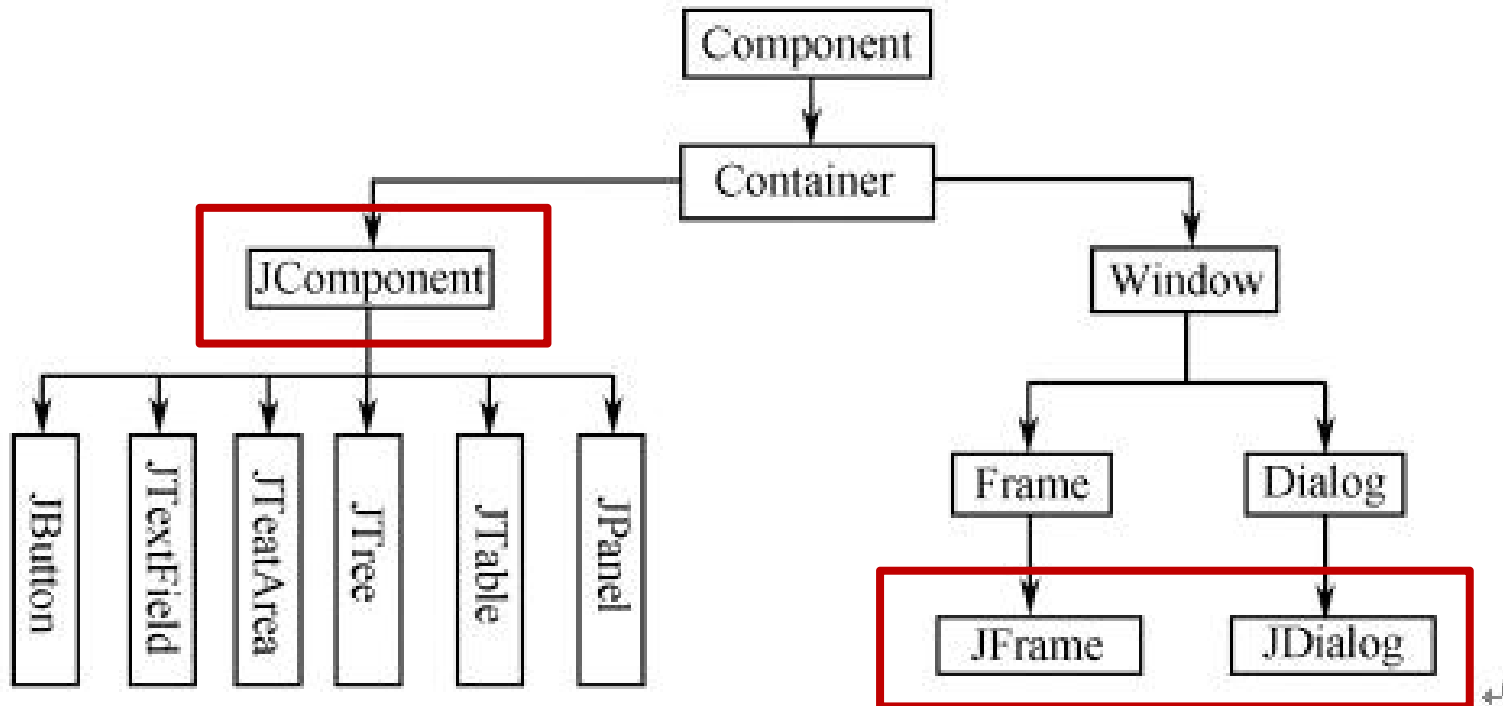 Component
Container
JComponent
Window
JButton
JTextField
JTeatArea
JTree
JTable
JPanel
Frame
Dialog
JFrame
JDialog